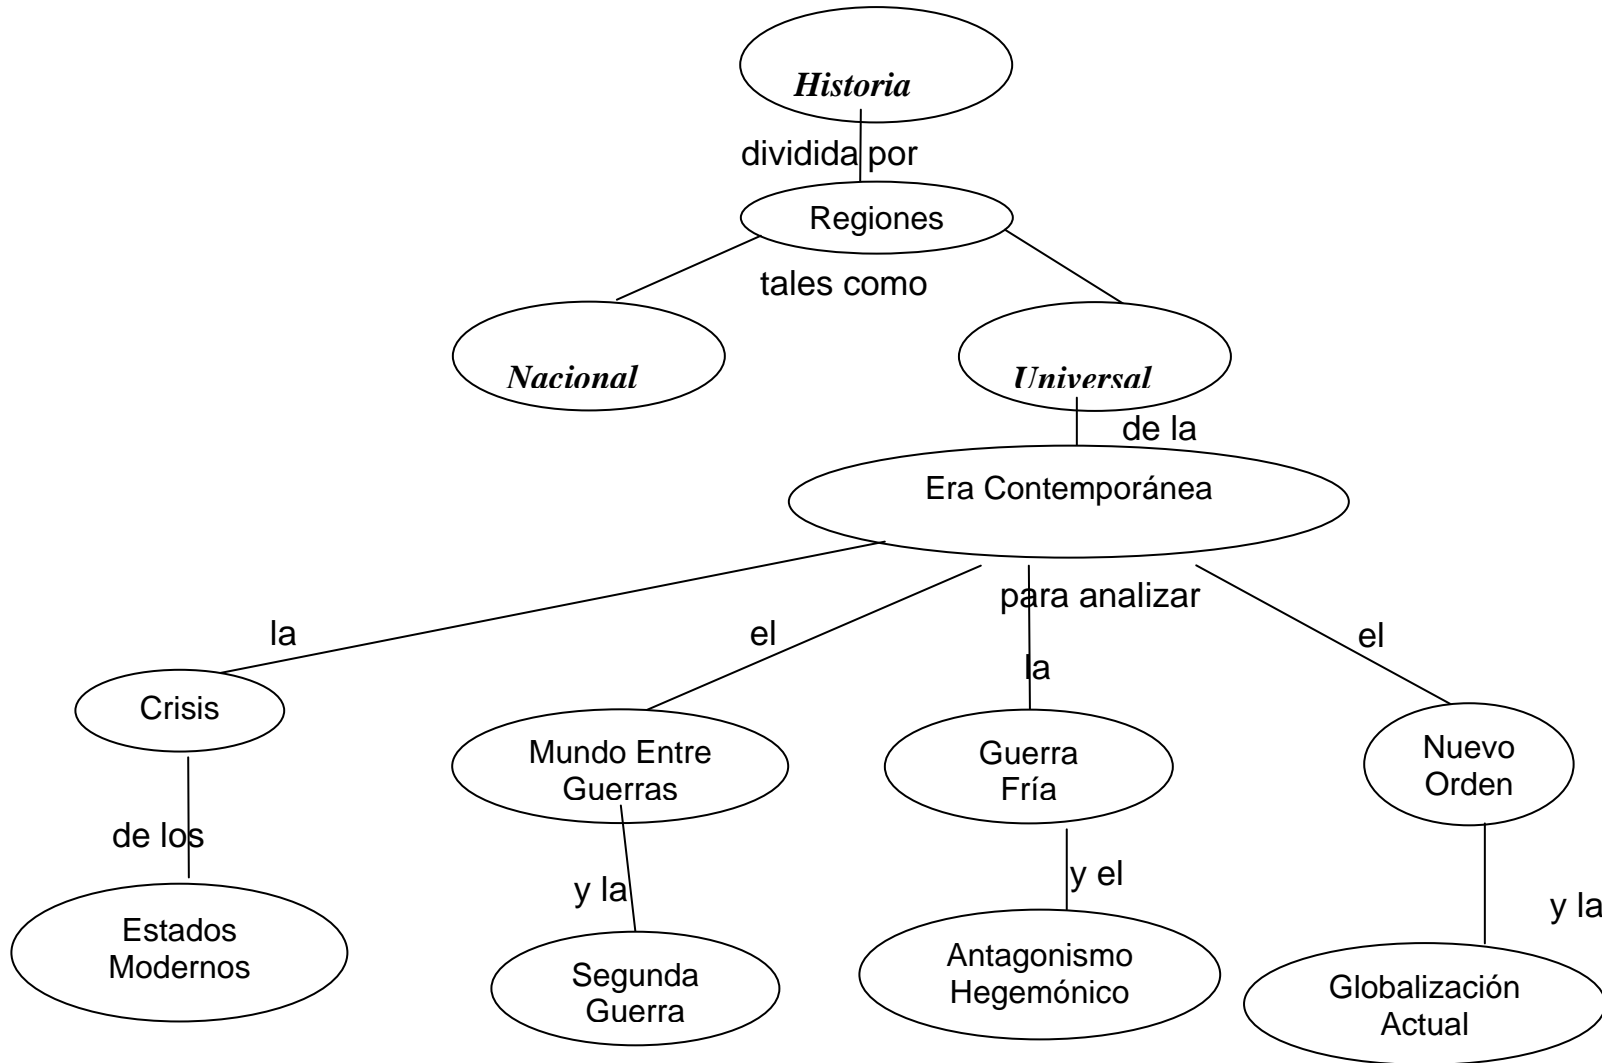 Historia
dividida por
Regiones
tales como
Nacional
Universal
de la
Era Contemporánea
para analizar
la
el
la
el
Crisis
Mundo Entre
Guerras
Guerra
Fría
Nuevo
Orden
de los
y la
y el
y la
Estados
Modernos
Segunda
Guerra
Antagonismo
Hegemónico
Globalización
Actual